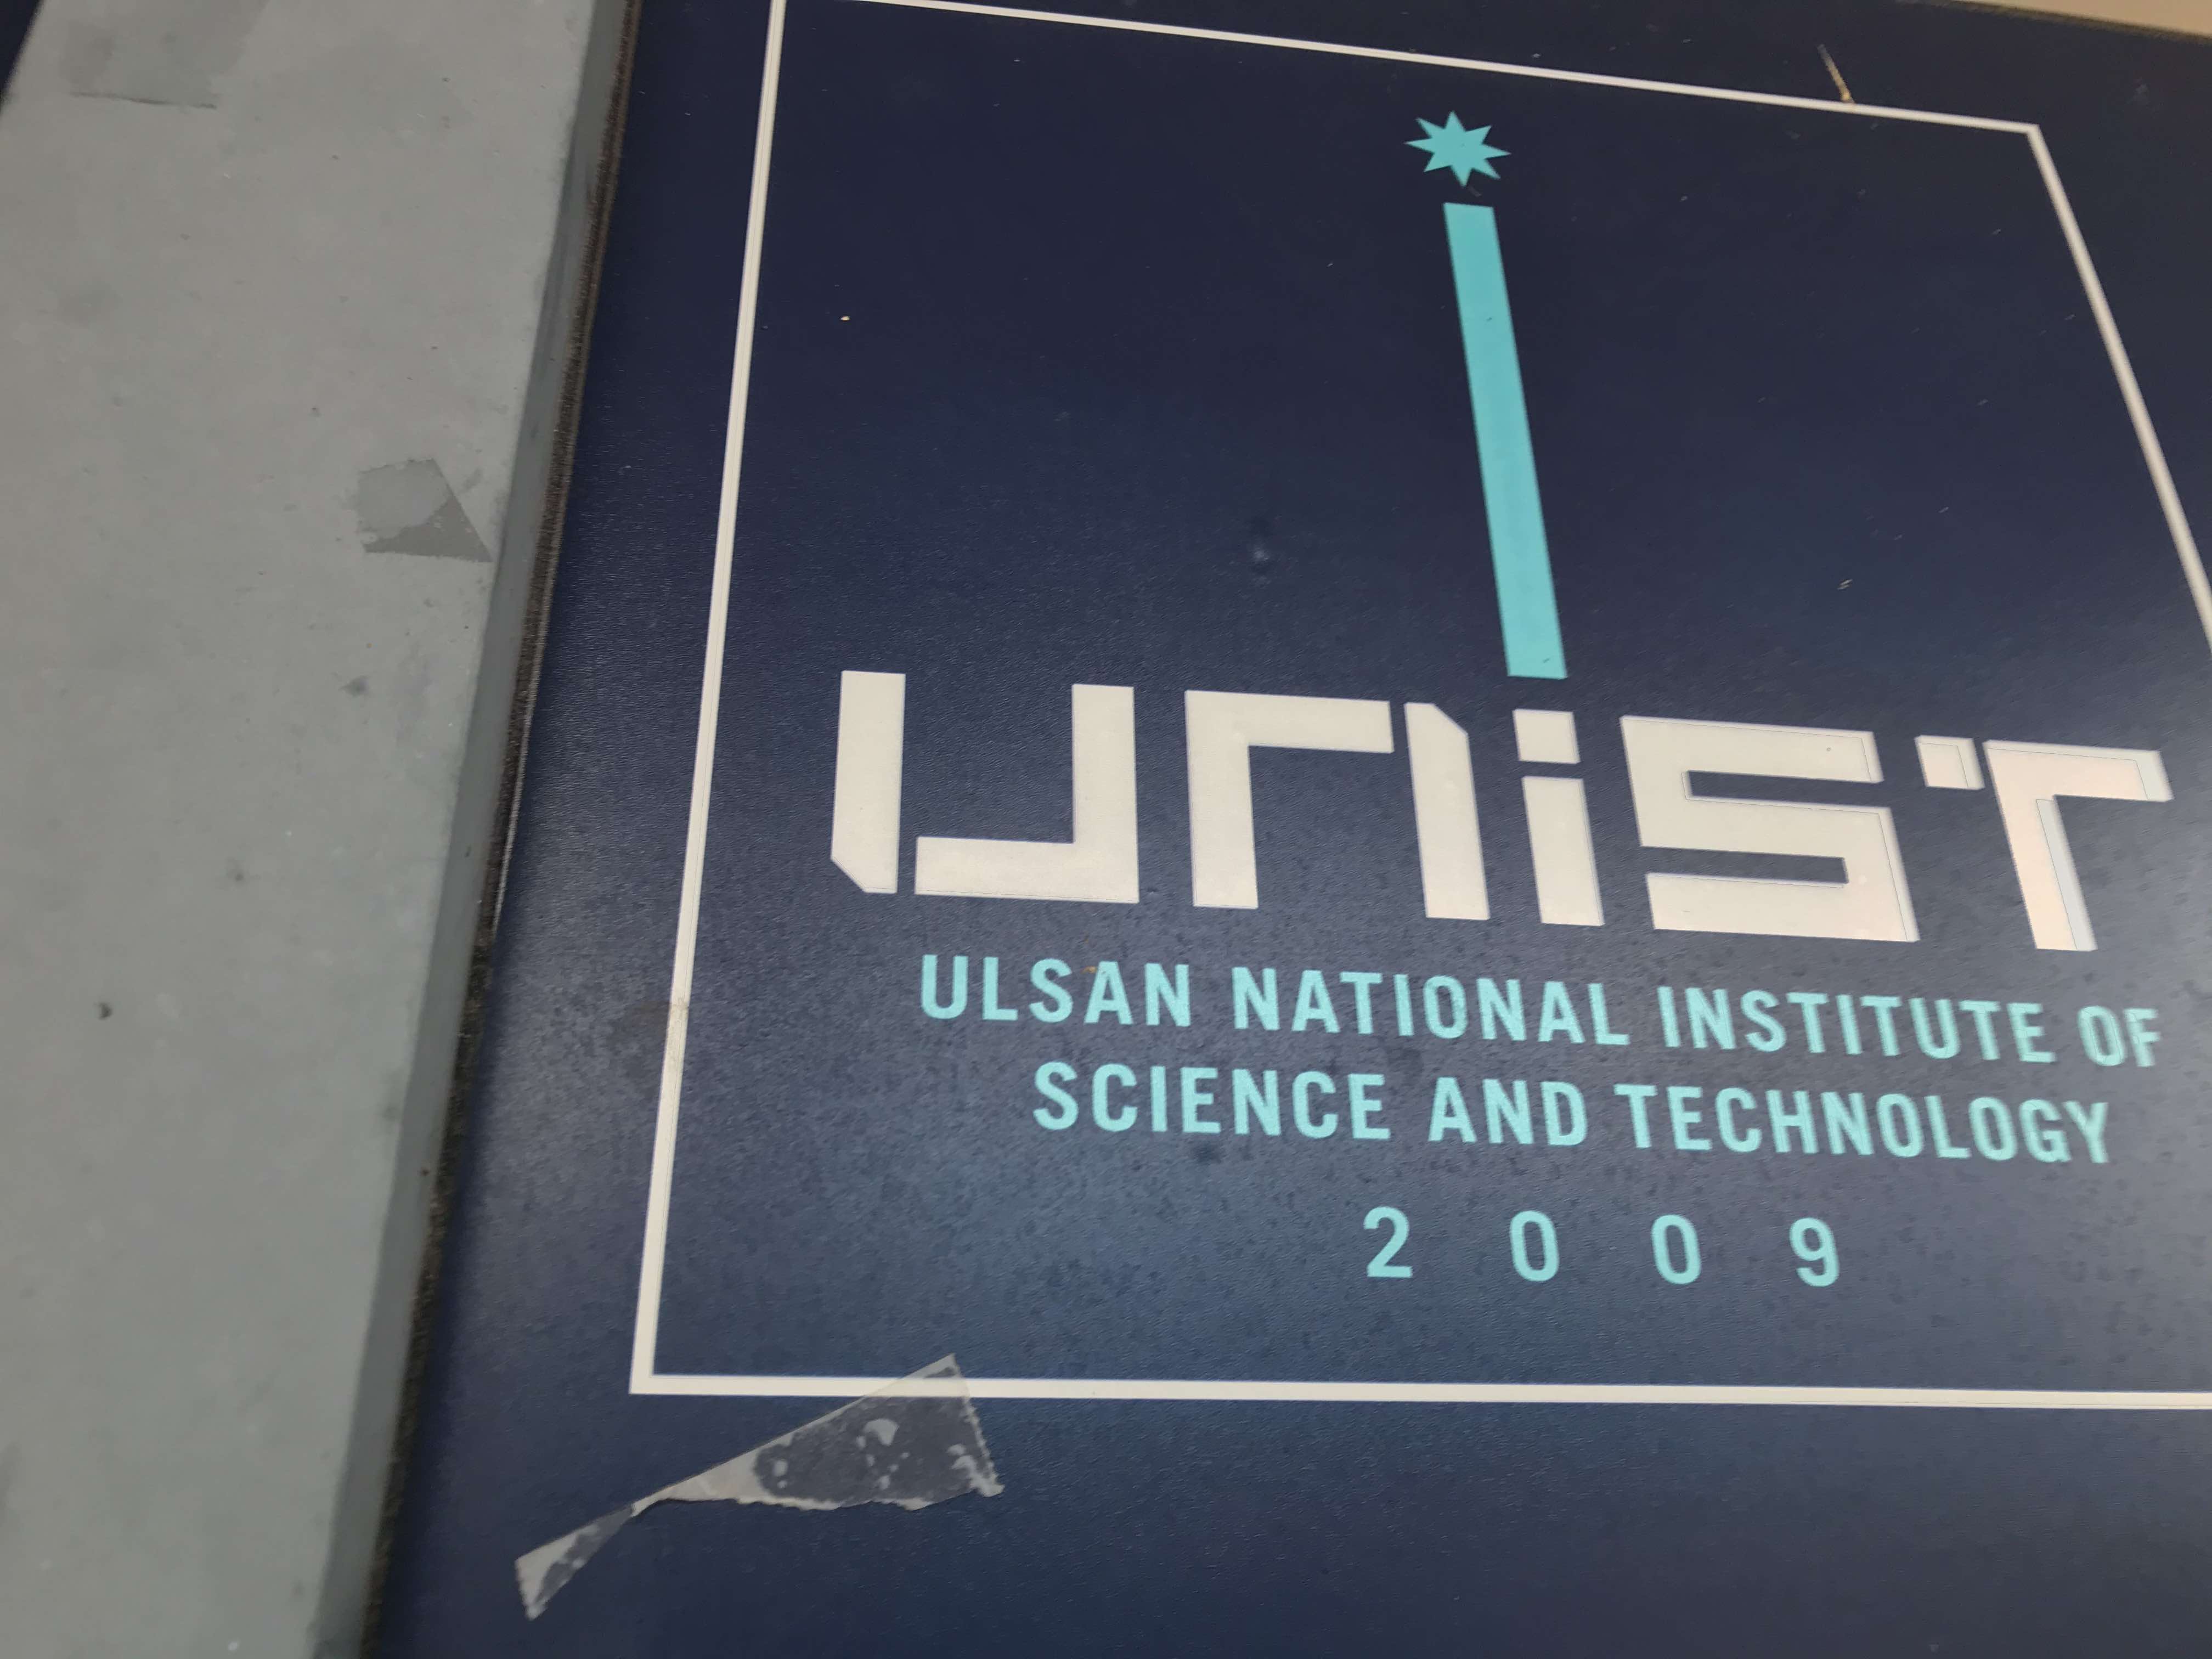 UNIST
ULSAN NATIONAL INSTITUTE OF
SCIENCE AND TECHNOLOGY
2009